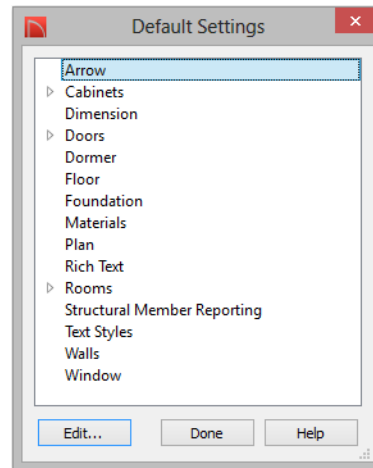 Default Settings
Arrow
Cabinets
Dimension
Doors
Dormer
Floor
Foundation
Materials
Plan
Rich Text
Rooms
Structural Member Reporting
Text Styles
Walls
Window
Edit... Done Help